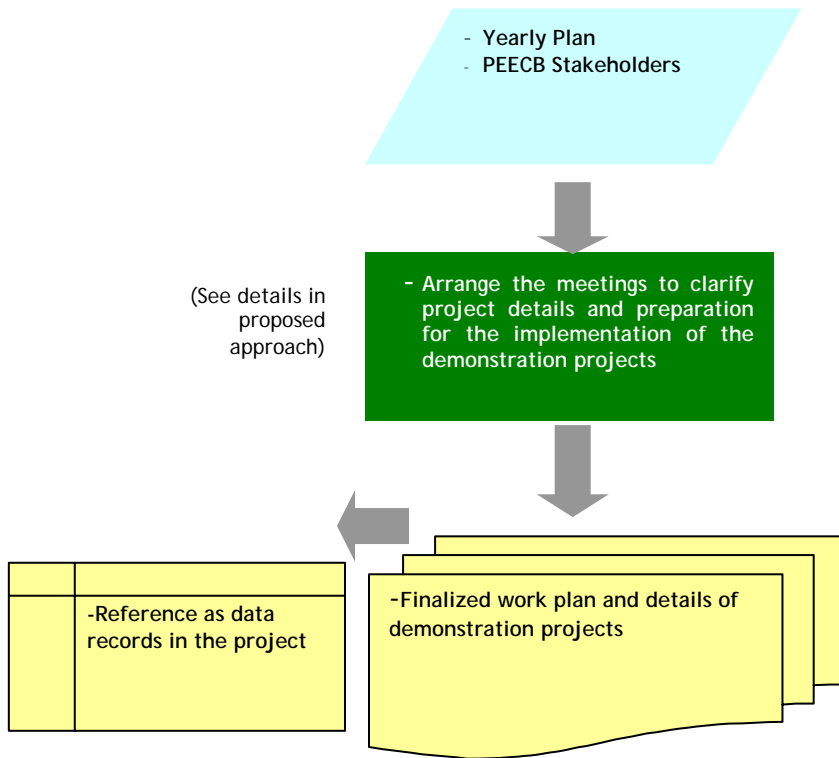 - Yearly Plan
- PEECB Stakeholders
(See details in
proposed
approach)
- Arrange the meetings to clarify
project details and preparation
for the implementation of the
demonstration projects
-Reference as data
records in the project
-Finalized work plan and details of
demonstration projects